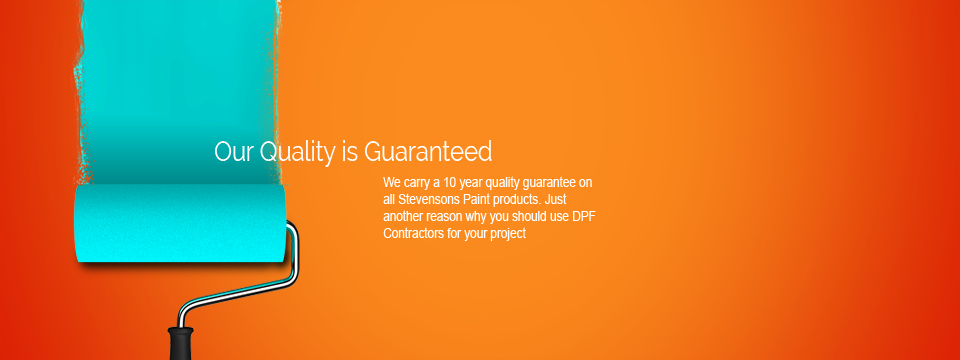 Our Quality is Guaranteed
We carry a 10 year quality guarantee on
all Stevensons Paint products. Just
another reason why you should use DPF
Contractors for your project